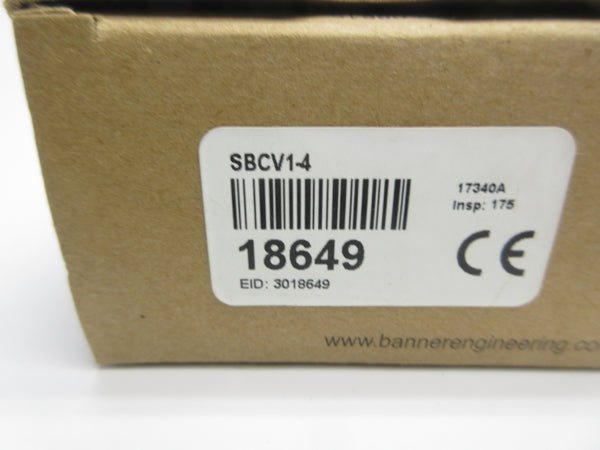 SBCV1-4
17340A
Insp: 175
18649
CE
EID: 3018649
www.bannerengineering.co